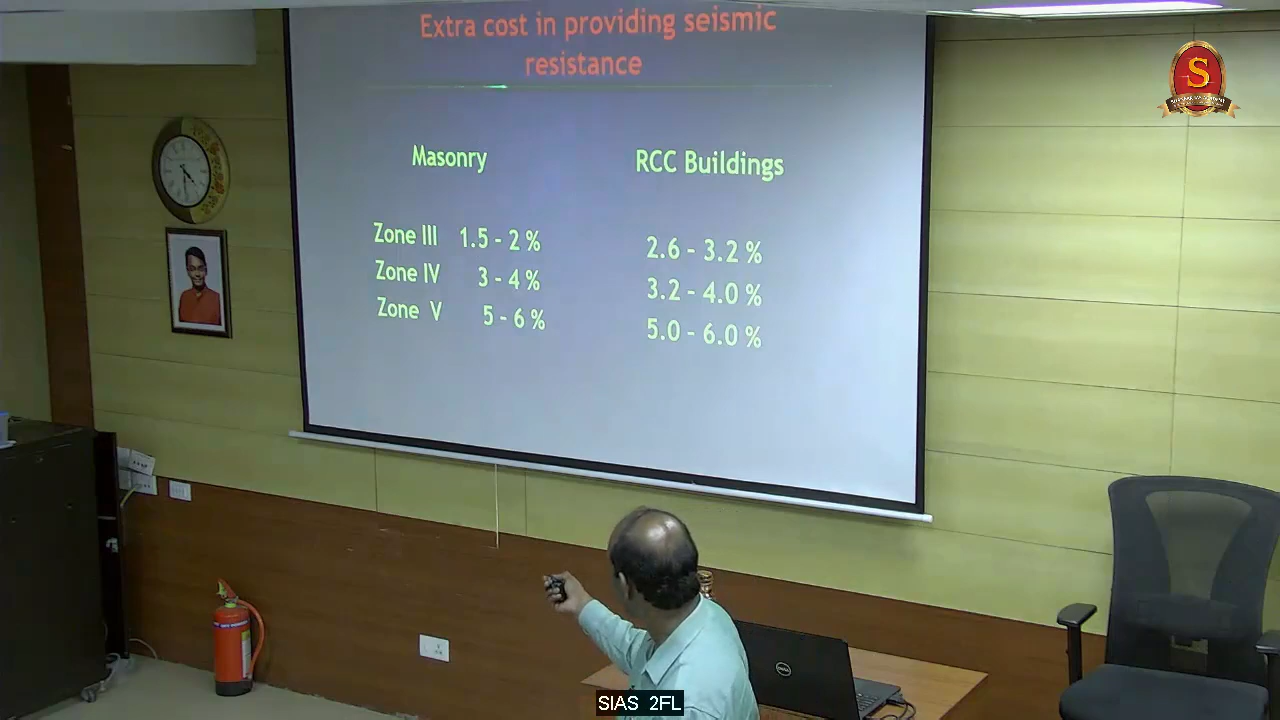 Extra cost in providing seismic
resistance
Masonry RCC Buildings
Zone III 1.5 - 2 % 2.6 - 3.2 %
Zone IV 3 - 4 % 3.2 - 4.0 %
Zone V 5 - 6 % 5.0 - 6.0 %
S
DELL
SIAS 2FL